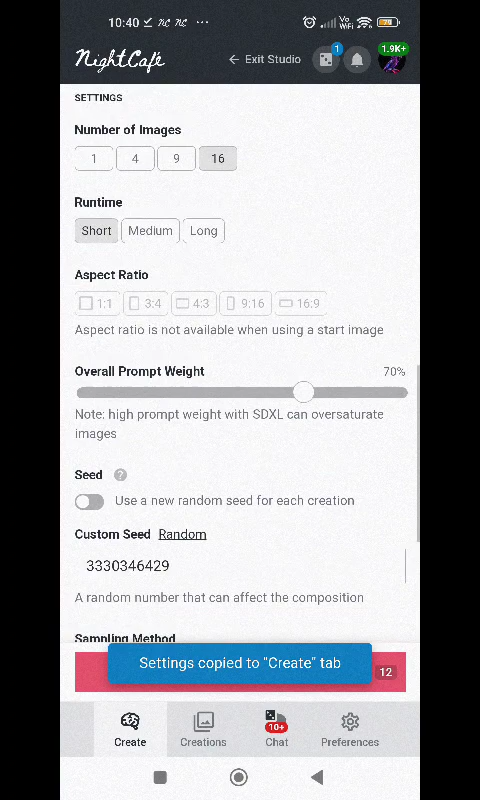 10:40
Vo
WiFi
79
NightCafé
Exit Studio
1
1.9K+
SETTINGS
Number of Images
1 4 9 16
Runtime
Short Medium Long
Aspect Ratio
1:1 3:4 4:3 9:16 16:9
Aspect ratio is not available when using a start image
Overall Prompt Weight 70%
Note: high prompt weight with SDXL can oversaturate
images
Seed ?
Use a new random seed for each creation
Custom Seed Random
3330346429
A random number that can affect the composition
Sampling Method
Settings copied to "Create" tab
12
10+
Create Creations Chat Preferences